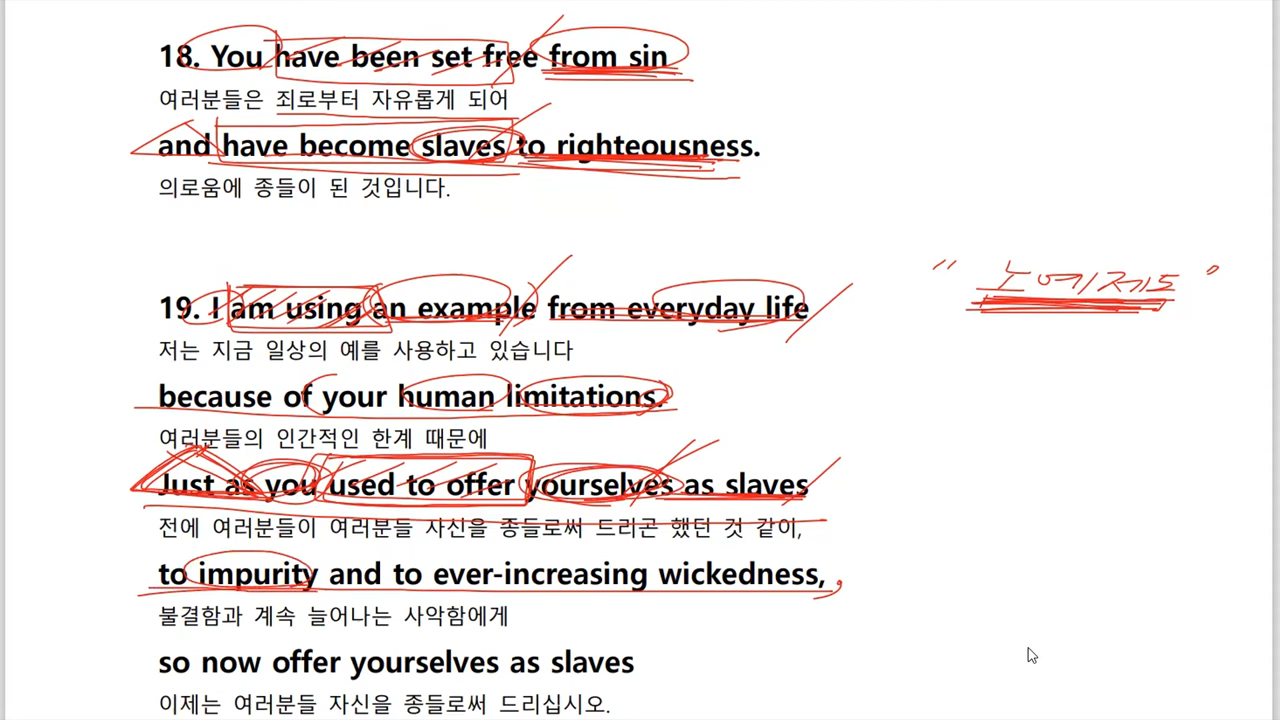 18. You have been set free from sin
여러분들은 죄로부터 자유롭게 되어
and have become slaves to righteousness.
의로움에 종들이 된 것입니다.
"노예제도"
19. I am using an example from everyday life
저는 지금 일상의 예를 사용하고 있습니다
because of your human limitations.
여러분들의 인간적인 한계 때문에
Just as you used to offer yourselves as slaves
전에 여러분들이 여러분들 자신을 종들로써 드리곤 했던 것 같이,
to impurity and to ever-increasing wickedness,
불결함과 계속 늘어나는 사악함에게
so now offer yourselves as slaves
이제는 여러분들 자신을 종들로써 드리십시오.